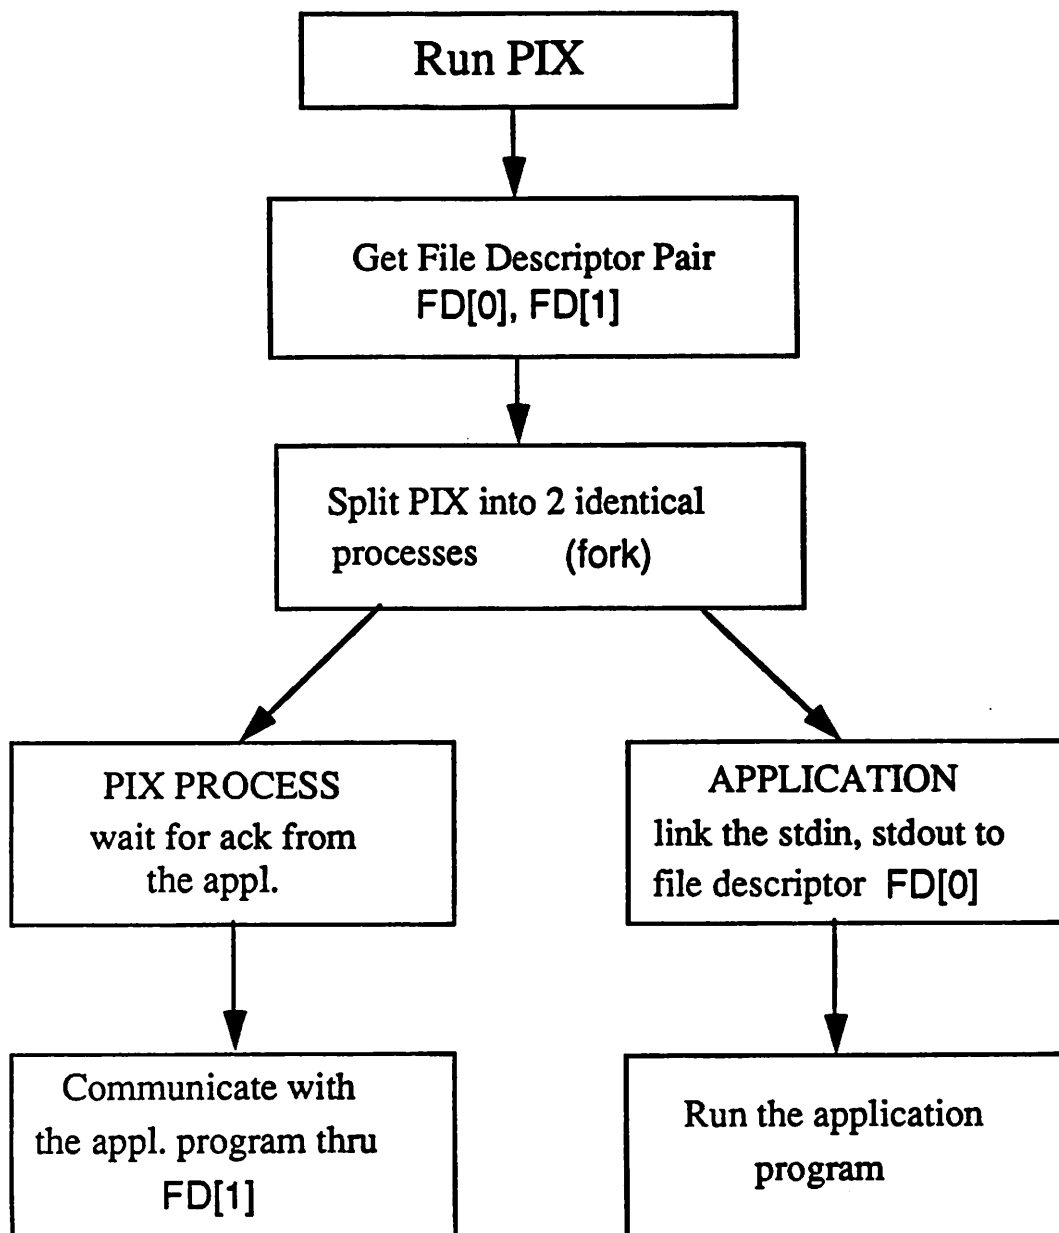 Run PIX
Get File Descriptor Pair
FD[0], FD[1]
Split PIX into 2 identical
processes (fork)
PIX PROCESS
wait for ack from
the appl.
APPLICATION
link the stdin, stdout to
file descriptor FD[0]
Communicate with
the appl. program thru
FD[1]
Run the application
program